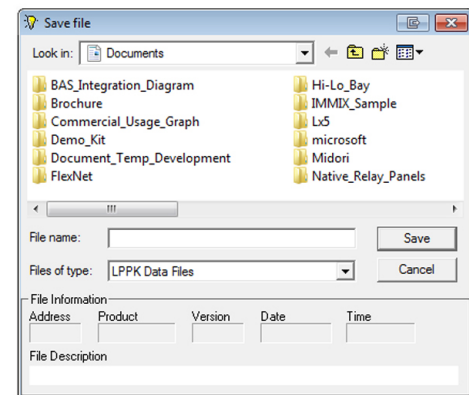 Save file
Look in: Documents
BAS_Integration_Diagram
Brochure
Commercial_Usage_Graph
Demo_Kit
Document_Temp_Development
FlexNet
Hi-Lo_Bay
IMMIX_Sample
Lx5
microsoft
Midori
Native_Relay_Panels
File name:
Save
Files of type: LPPK Data Files
Cancel
File Information
Address Product Version Date Time
File Description